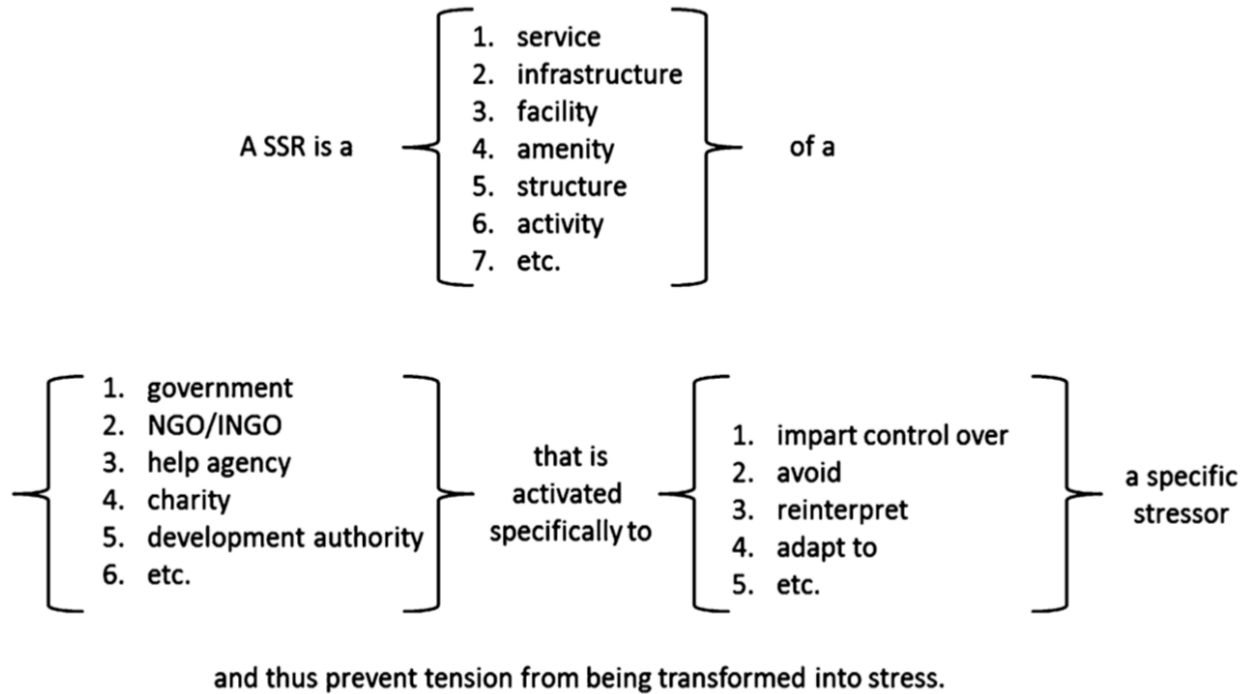 A SSR is a
1. service
2. infrastructure
3. facility
4. amenity
5. structure
6. activity
7. etc.
of a
1. government
2. NGO/INGO
3. help agency
4. charity
5. development authority
6. etc.
that is
activated
specifically to
1. impart control over
2. avoid
3. reinterpret
4. adapt to
5. etc.
a specific
stressor
and thus prevent tension from being transformed into stress.